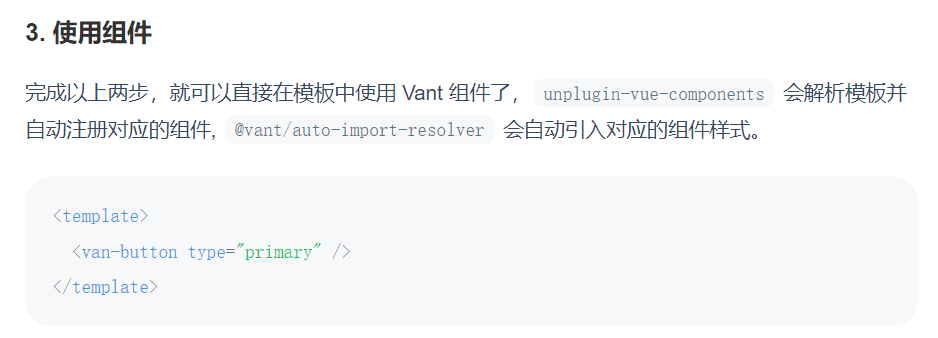 3. 使用组件
完成以上两步，就可以直接在模板中使用 Vant 组件了， unplugin-vue-components 会解析模板并
自动注册对应的组件, @vant/auto-import-resolver 会自动引入对应的组件样式。
<template>
  <van-button type="primary" />
</template>